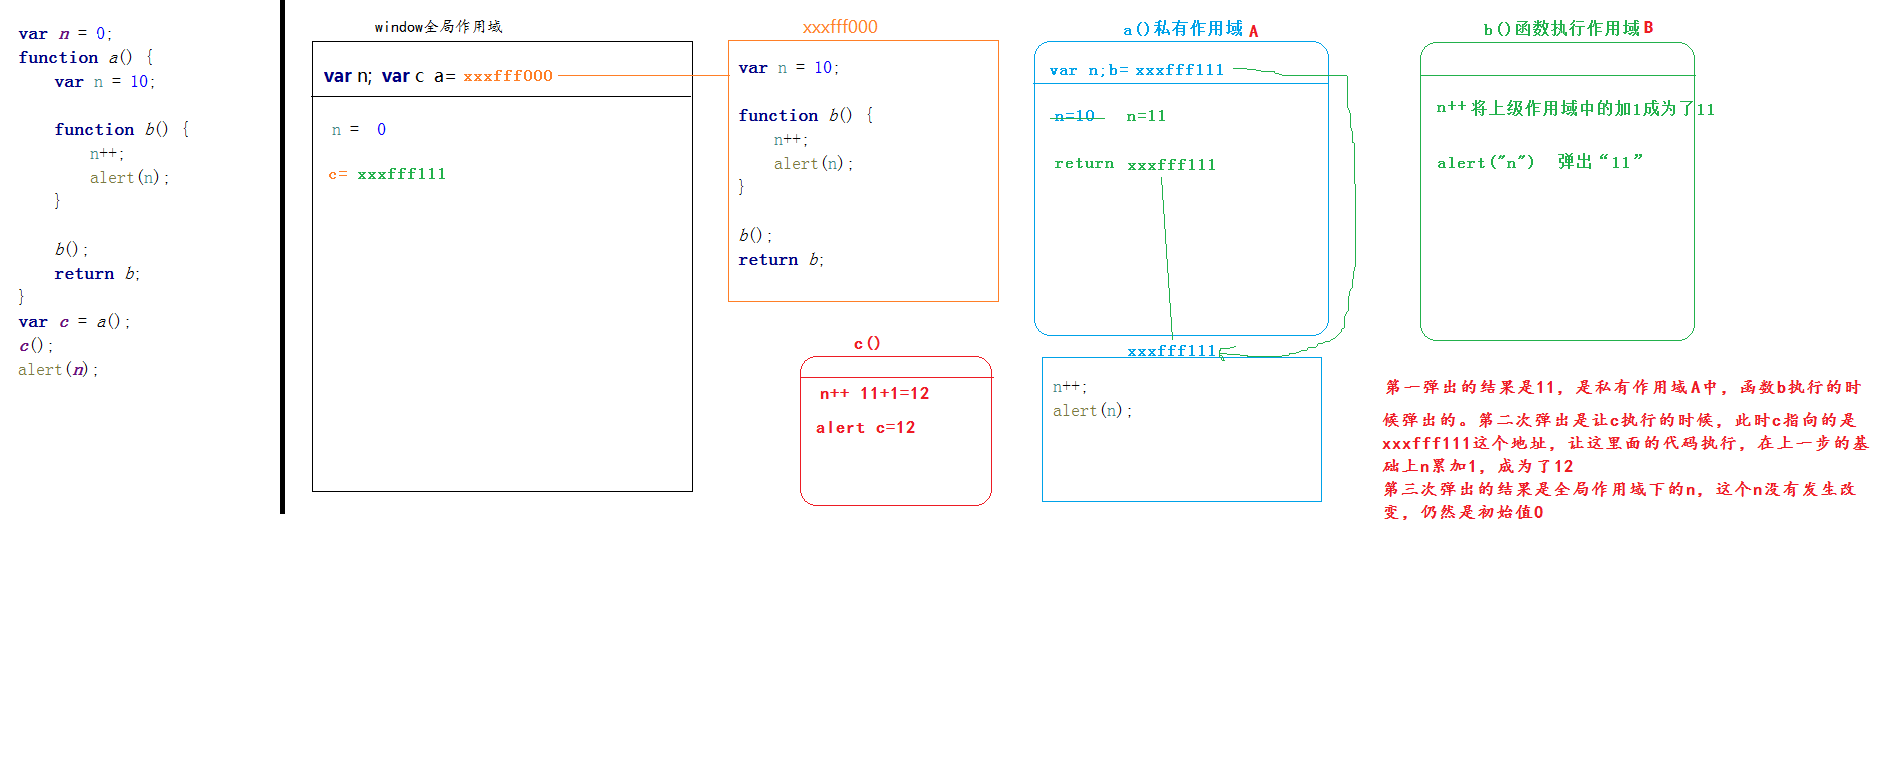 var n = 0;
function a() {
var n = 10;
function b() {
n++;
alert(n);
}
b();
return b;
}
var c = a();
c();
alert(n);
window全局作用域
var n; var c a= xxxfff000
n = 0
c= xxxfff111
xxxfff000
var n = 10;
function b() {
n++;
alert(n);
}
b();
return b;
c()
n++ 11+1=12
alert c=12
a()私有作用域 A
var n;b= xxxfff111
n=10 n=11
return xxxfff111
xxxfff111
n++;
alert(n);
b()函数执行作用域 B
n++ 将上级作用域中的加1成为了11
alert("n") 弹出“11”
第一弹出的结果是11，是私有作用域A中，函数b执行的时
候弹出的。第二次弹出是让c执行的时候，此时c指向的是
xxxfff111这个地址，让这里面的代码执行，在上一步的基
础上n累加1，成为了12
第三次弹出的结果是全局作用域下的n，这个n没有发生改
变，仍然是初始值0